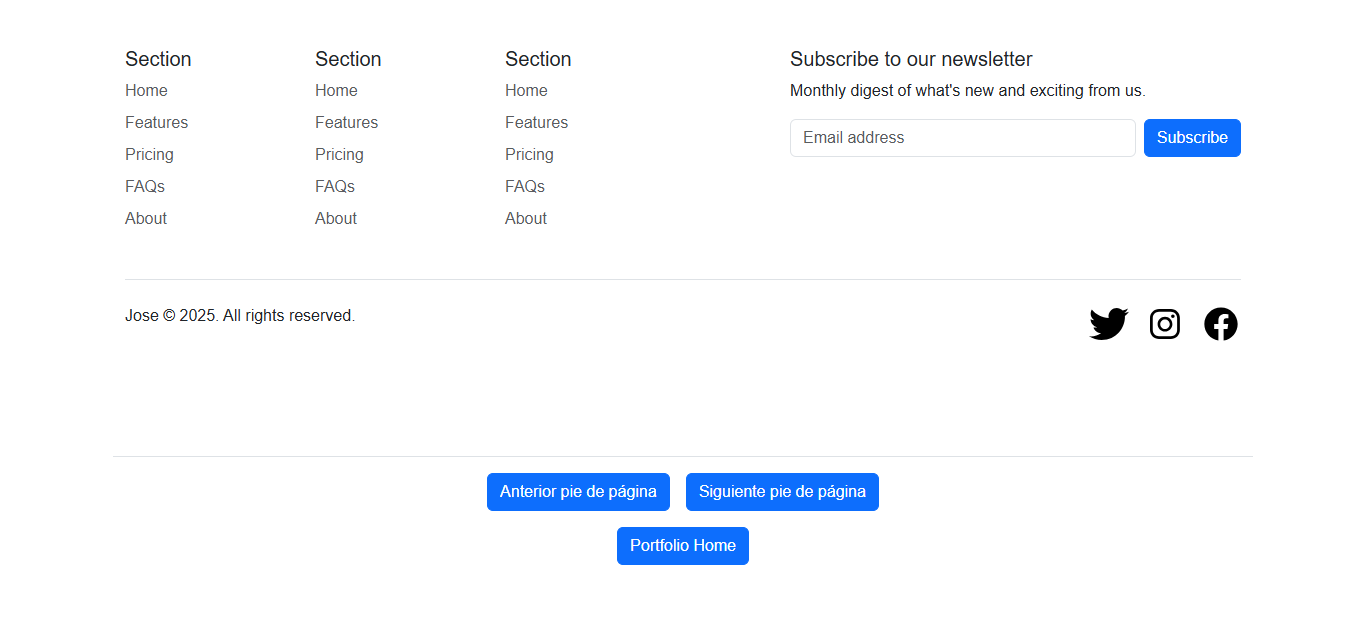 Section
Home
Features
Pricing
FAQs
About
Section
Home
Features
Pricing
FAQs
About
Section
Home
Features
Pricing
FAQs
About
Subscribe to our newsletter
Monthly digest of what's new and exciting from us.
Email address
Subscribe
Jose © 2025. All rights reserved.
Anterior pie de página
Siguiente pie de página
Portfolio Home